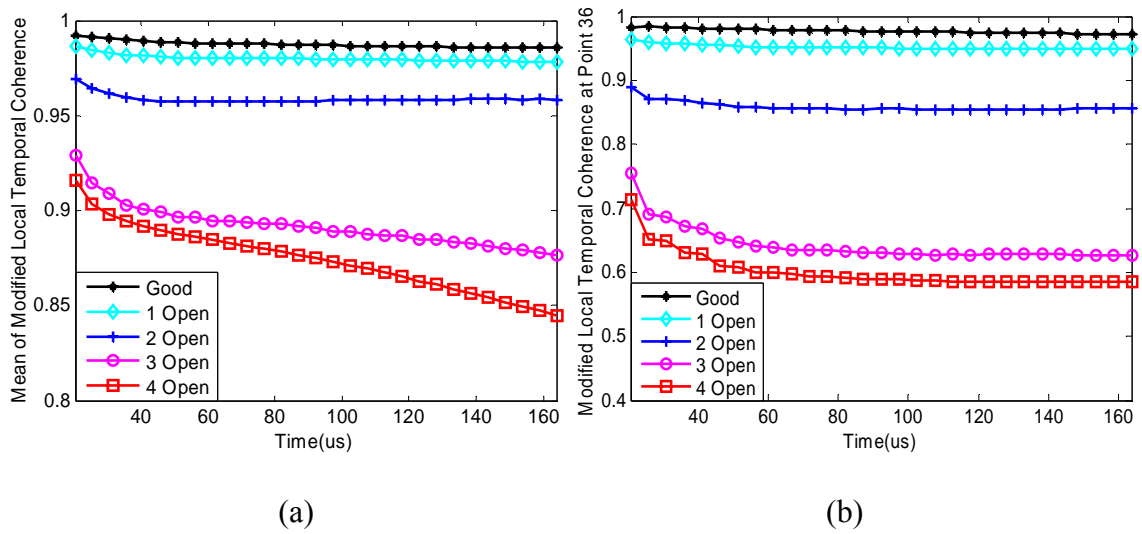 Mean of Modified Local Temporal Coherence
1
0.95
0.9
0.85
0.8
40 60 80 100 120 140 160
Time(us)
Good
1 Open
2 Open
3 Open
4 Open
(a)
Modified Local Temporal Coherence at Point 36
1
0.9
0.8
0.7
0.6
0.5
0.4
40 60 80 100 120 140 160
Time(us)
Good
1 Open
2 Open
3 Open
4 Open
(b)